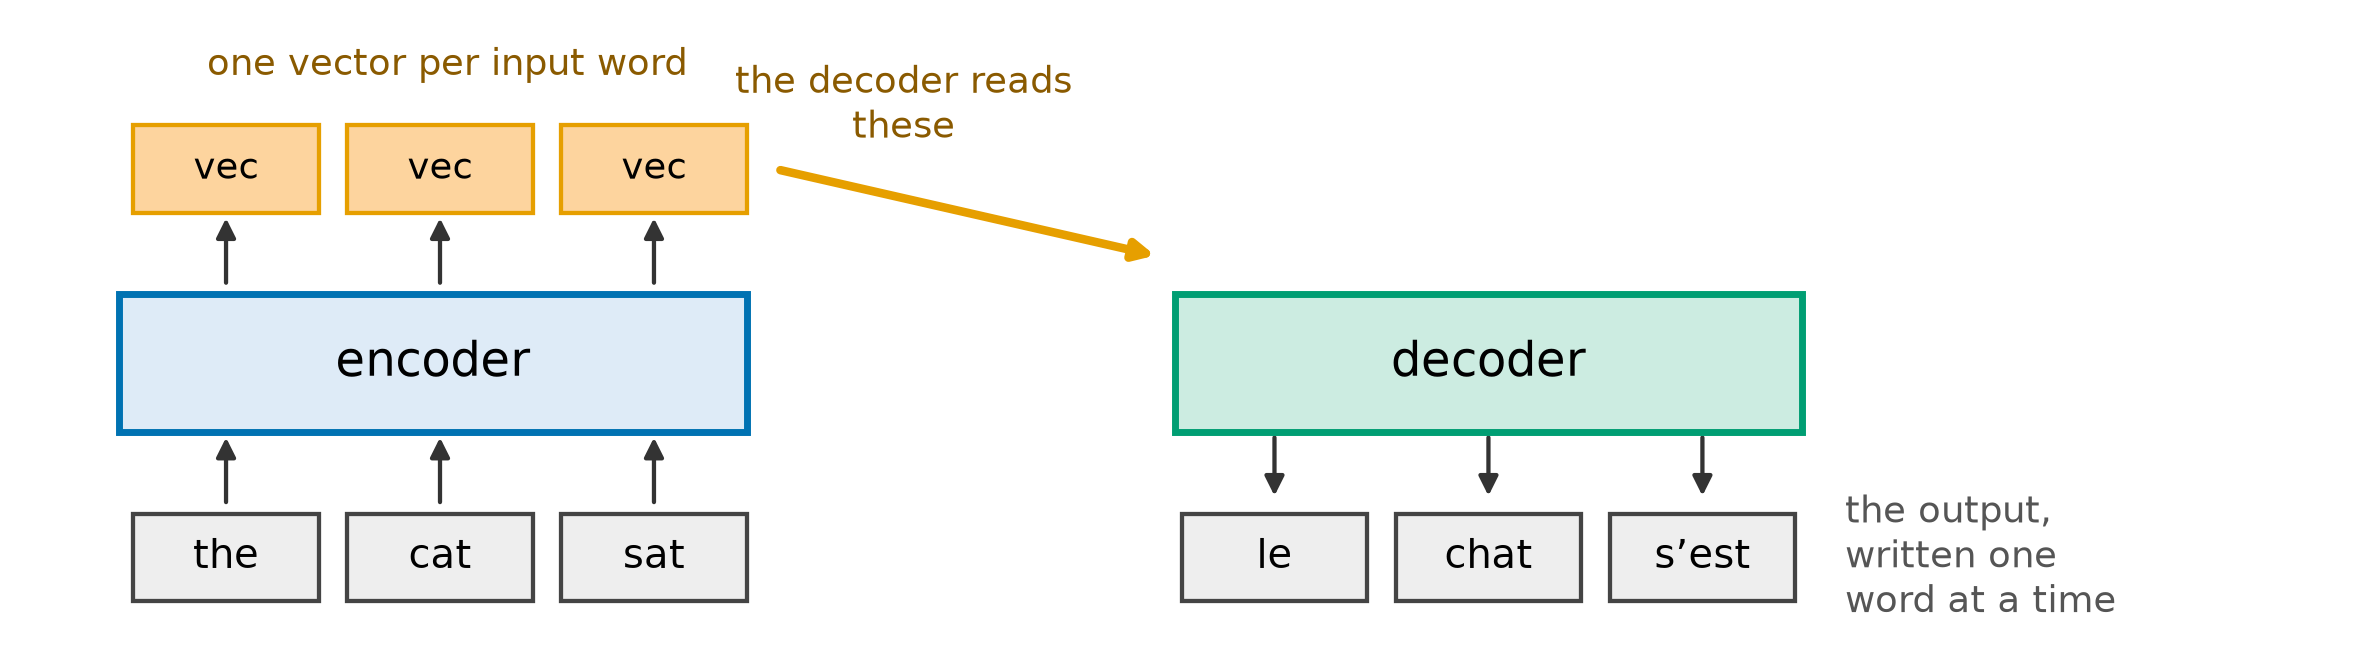 one vector per input word
the decoder reads
these
vec vec vec
encoder
decoder
the cat sat
le chat s’est
the output,
written one
word at a time